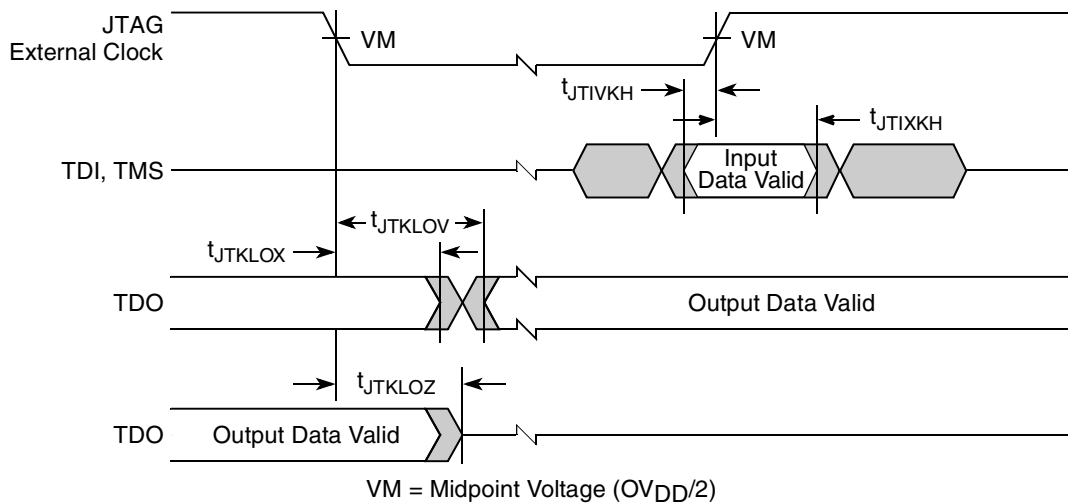 JTAG
External Clock
VM
VM
tJTIVKH
tJTIXKH
TDI, TMS
Input
Data Valid
tJTKLOV
tJTKLOX
TDO
Output Data Valid
tJTKLOZ
TDO
Output Data Valid
VM = Midpoint Voltage (OVDD/2)